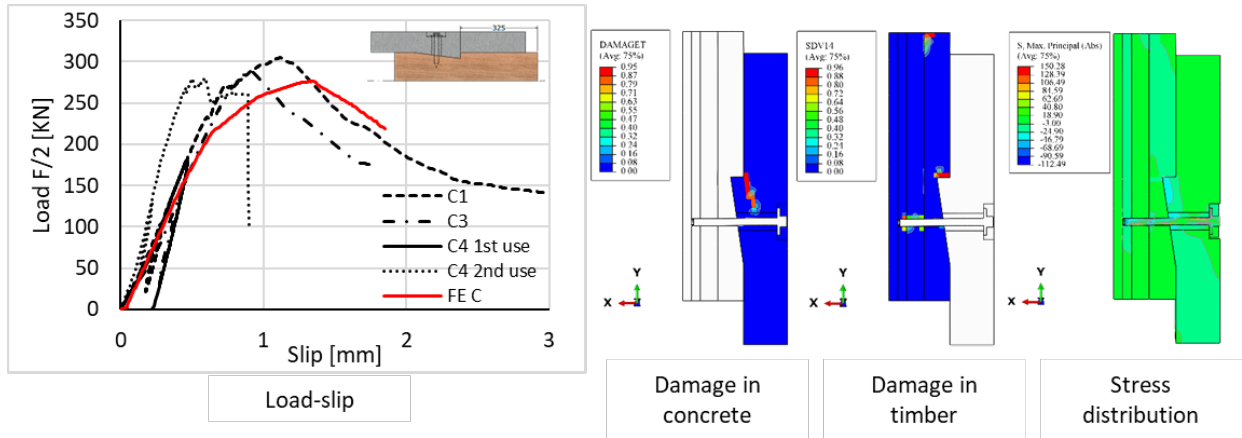 Load F/2 [KN]
350
300
250
200
150
100
50
0
0
1
2
3
Slip [mm]
325
C1
C3
C4 1st use
C4 2nd use
FE C
Load-slip
DAMAGET
(Avg: 75%)
0.95
0.87
0.79
0.71
0.63
0.55
0.47
0.40
0.32
0.24
0.16
0.08
0.00
Y
X
Damage in
concrete
SDV14
(Avg: 75%)
0.96
0.88
0.80
0.72
0.64
0.56
0.48
0.40
0.32
0.24
0.16
0.08
0.00
Y
X
Damage in
timber
S, Max. Principal (Abs)
(Avg: 75%)
150.28
128.39
106.49
84.59
62.69
40.80
18.90
-3.00
-24.90
-46.79
-68.69
-90.59
-112.49
Y
X
Stress
distribution